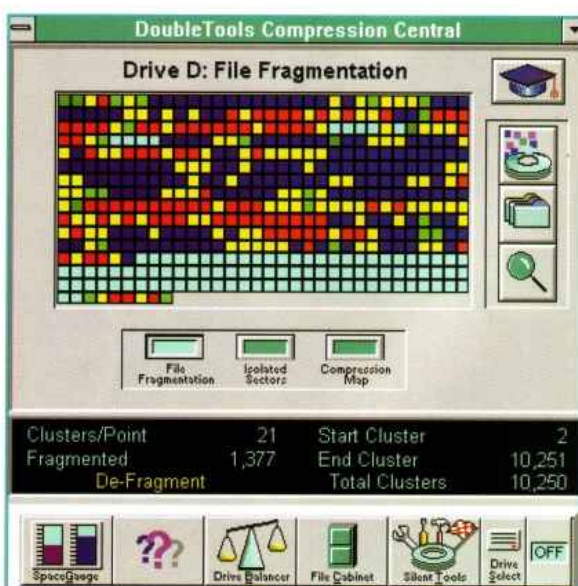 DoubleTools Compression Central
Drive D: File Fragmentation
File Fragmentation
Isolated Sectors
Compression Map
Clusters/Point 21 Start Cluster 2
Fragmented 1,377 End Cluster 10,251
De-Fragment Total Clusters 10,250
SpaceGauge
???
Drive Balancer
File Cabinet
Silent Tools
Drive Select
OFF